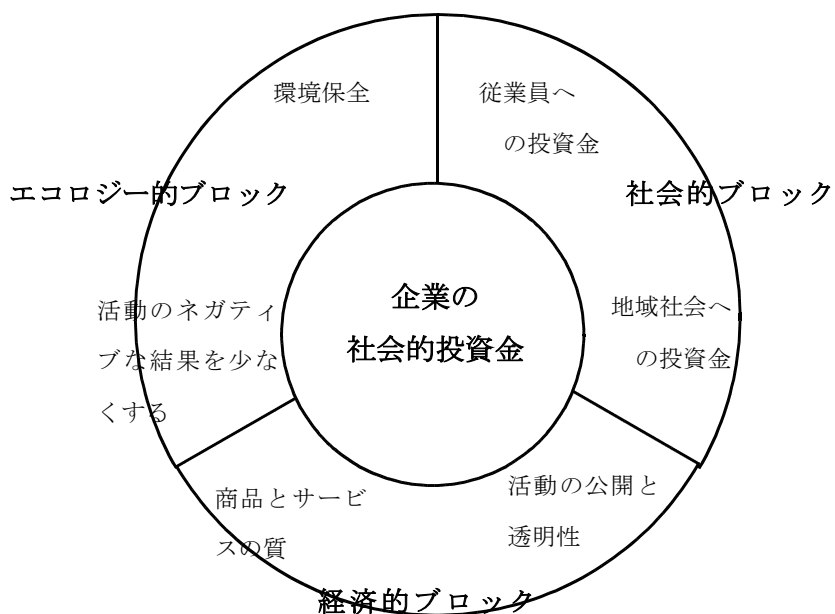 環境保全
従業員へ
の投資金
エコロジー的ブロック
社会的ブロック
企業の
社会的投資金
活動のネガティ
ブな結果を少な
くする
地域社会へ
の投資金
商品とサービ
スの質
活動の公開と
透明性
経済的ブロック